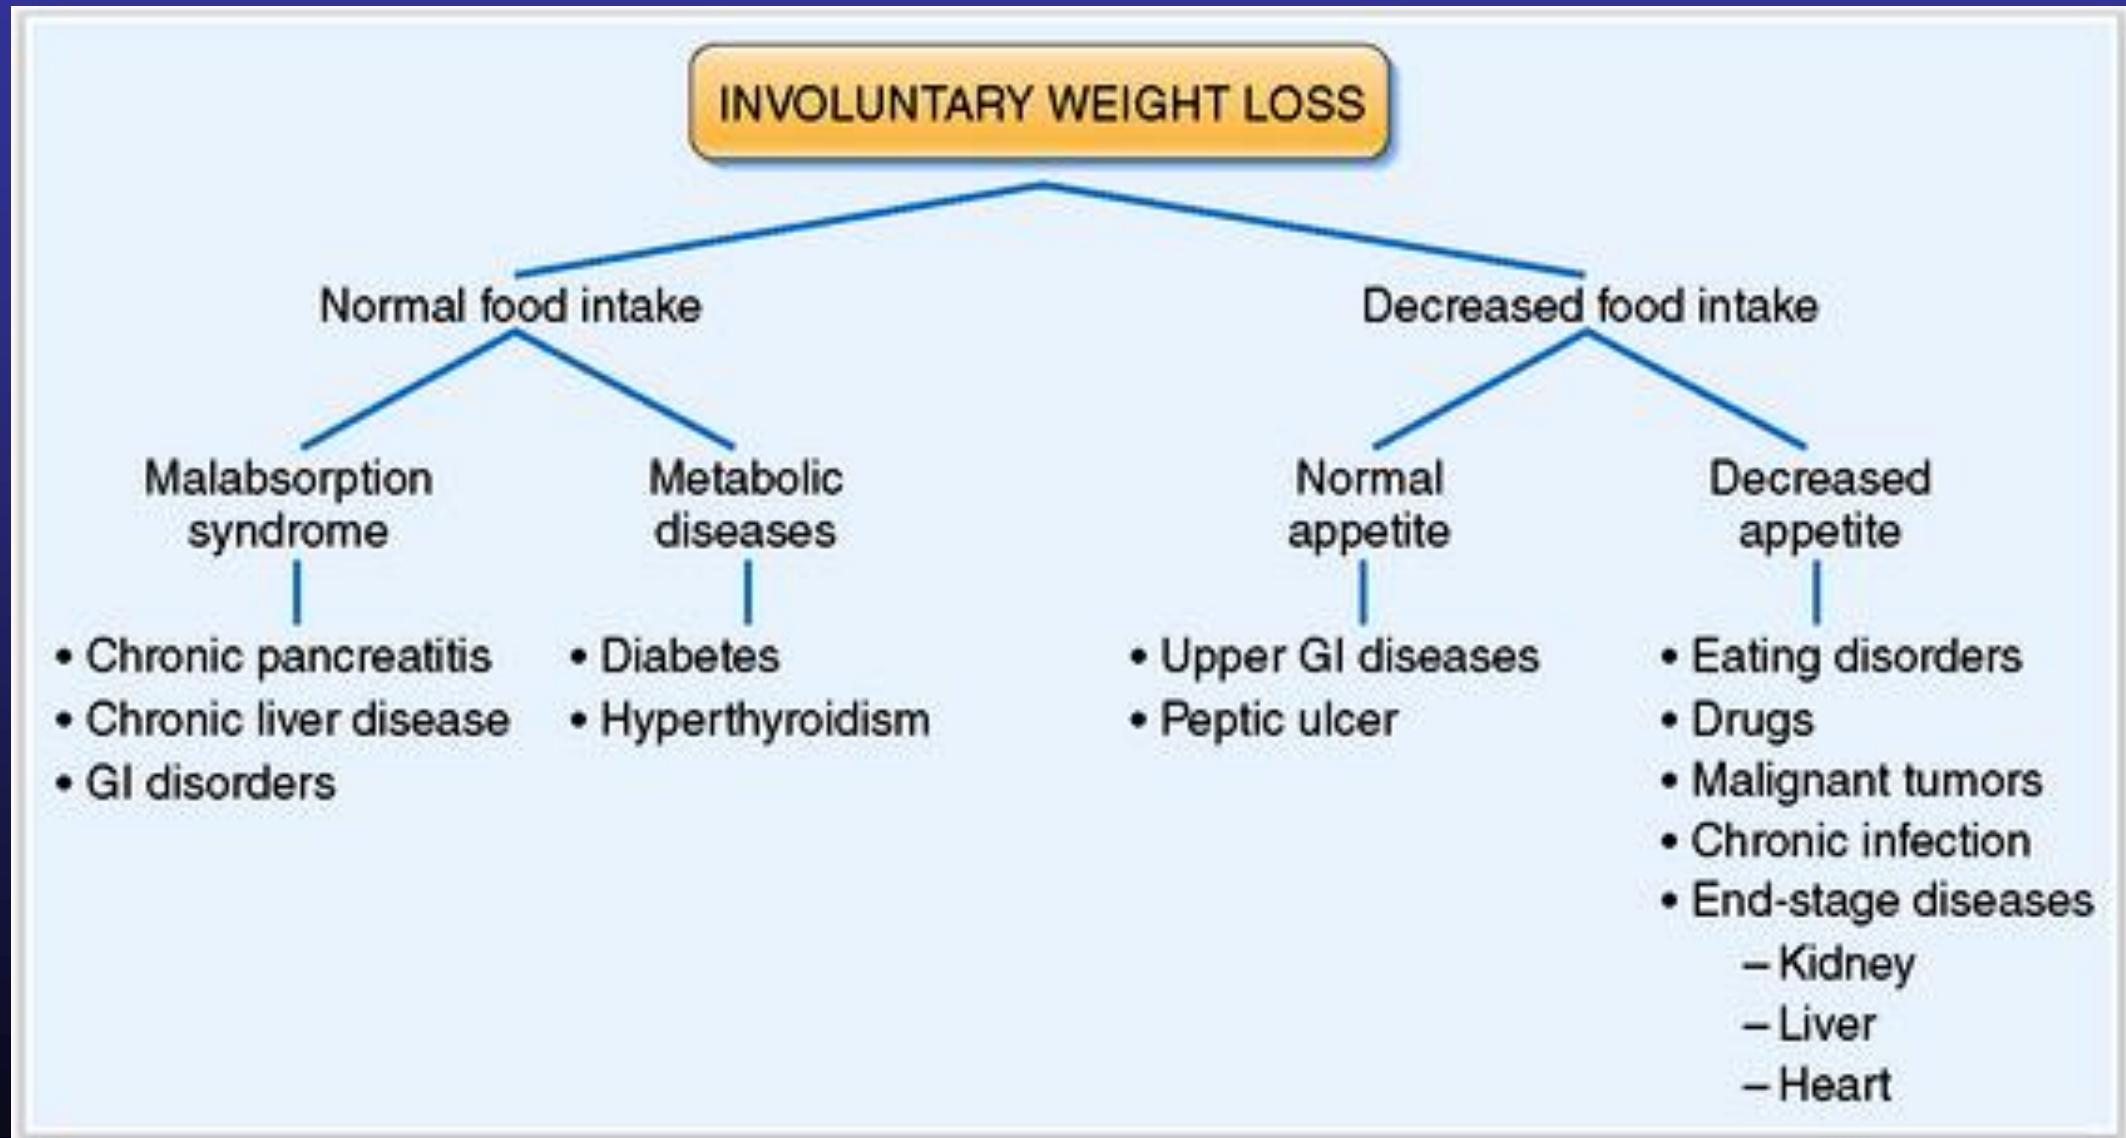 INVOLUNTARY WEIGHT LOSS
Normal food intake
Decreased food intake
Malabsorption
syndrome
Metabolic
diseases
Normal
appetite
Decreased
appetite
• Chronic pancreatitis
• Chronic liver disease
• GI disorders
• Diabetes
• Hyperthyroidism
• Upper GI diseases
• Peptic ulcer
• Eating disorders
• Drugs
• Malignant tumors
• Chronic infection
• End-stage diseases
– Kidney
– Liver
– Heart